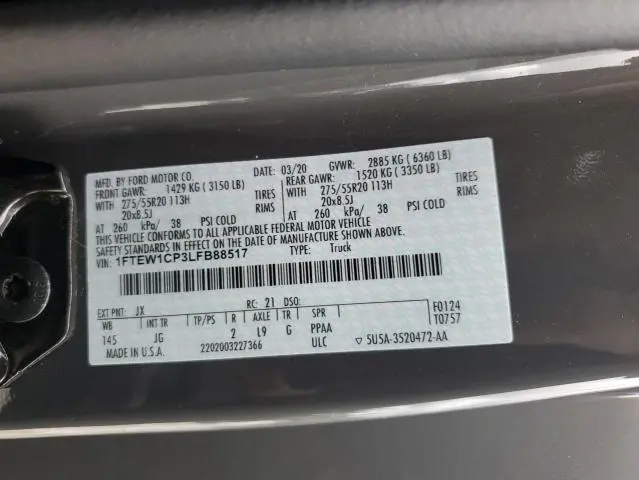 MFD. BY FORD MOTOR CO. DATE: 03/20 GVWR: 2885 KG ( 6360 LB)
FRONT GAWR: 1429 KG ( 3150 LB) REAR GAWR: 1520 KG ( 3350 LB)
WITH 275/55R20 113H TIRES WITH 275/55R20 113H TIRES
20x8.5J RIMS 20x8.5J RIMS
AT 260 kPa/ 38 PSI COLD AT 260 kPa/ 38 PSI COLD
THIS VEHICLE CONFORMS TO ALL APPLICABLE FEDERAL MOTOR VEHICLE
SAFETY STANDARDS IN EFFECT ON THE DATE OF MANUFACTURE SHOWN ABOVE.
VIN: 1FTEW1CP3LFB88517 TYPE: Truck
EXT PNT: JX RC: 21 DSO: F0124
WB INT TR TP/PS R AXLE TR SPR T0757
145 JG 2 L9 G PPAA
MADE IN U.S.A. 2202003227366 ULC ▽ 5U5A-3520472-AA